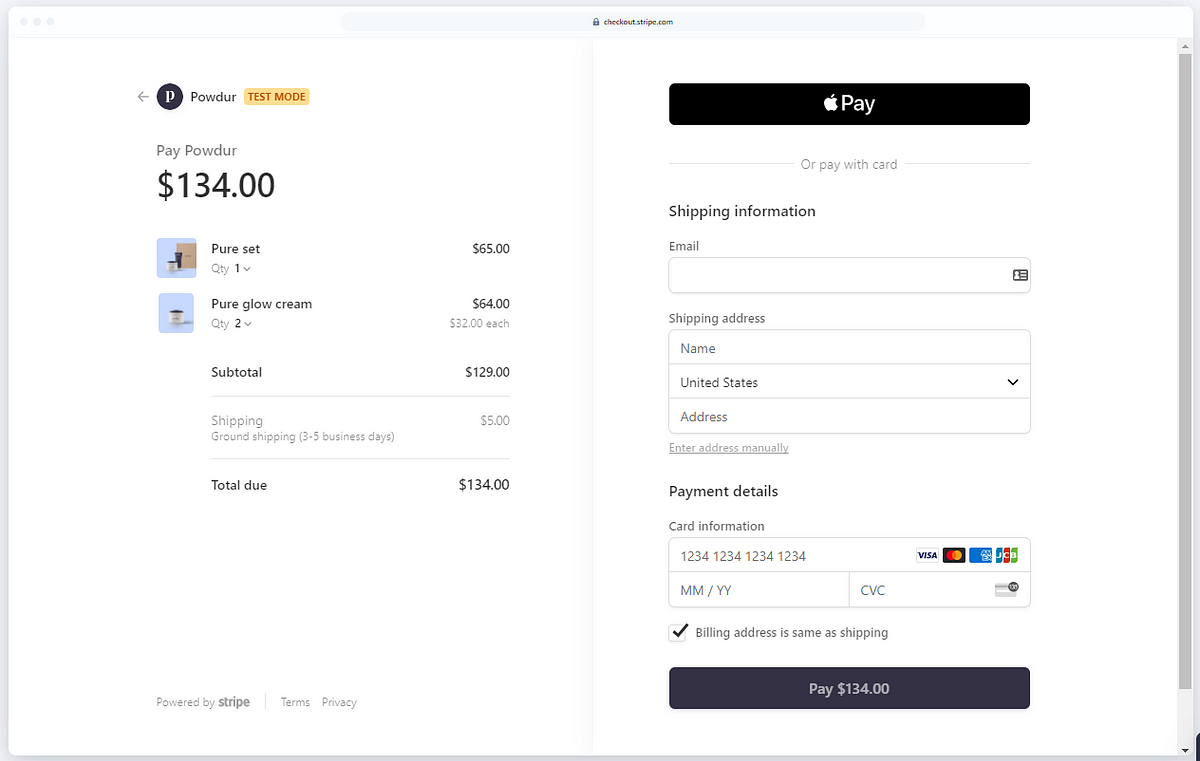 checkout.stripe.com
Powdur TEST MODE
Pay Powdur
$134.00
Pure set $65.00
Qty 1
Pure glow cream $64.00
Qty 2 $32.00 each
Subtotal $129.00
Shipping $5.00
Ground shipping (3-5 business days)
Total due $134.00
Powered by stripe Terms Privacy
Pay
Or pay with card
Shipping information
Email
Shipping address
Name
United States
Address
Enter address manually
Payment details
Card information
1234 1234 1234 1234 VISA JCB
MM / YY CVC
Billing address is same as shipping
Pay $134.00